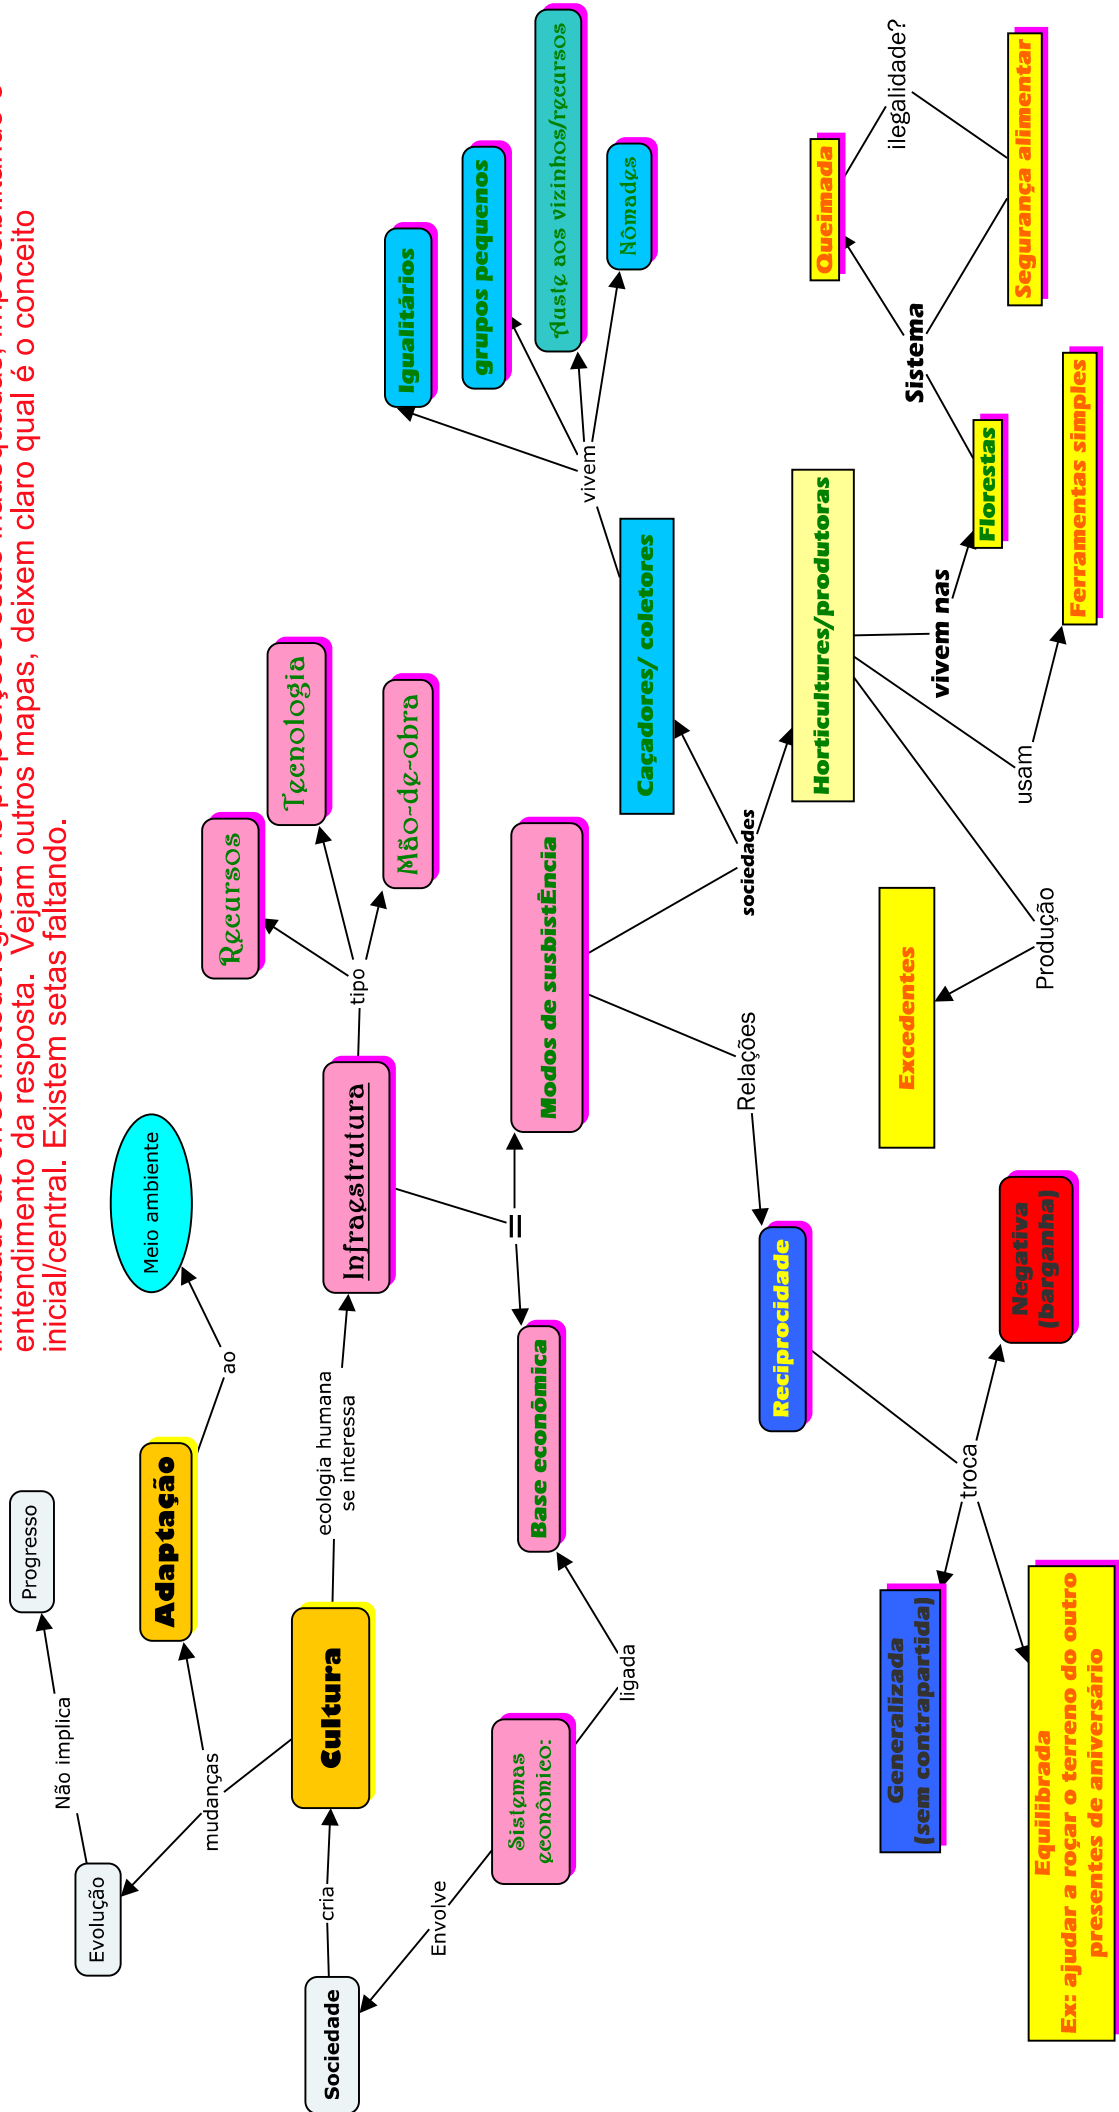 entendimento da resposta. Vejam outros mapas, deixem claro qual é o conceito
inicial/central. Existem setas faltando.
Progresso
Não implica
Evolução
mudanças
Adaptação
ao
Meio ambiente
Sociedade
cria
Cultura
ecologia humana
se interessa
Infraestrutura
tipo
Recursos
Tecnologia
Mão-de-obra
Envolve
Sistemas
econômico:
ligada
Base econômica
=
Modos de susbistÊncia
sociedades
Caçadores/ coletores
vivem
Igualitários
grupos pequenos
Auste aos vizinhos/recursos
Nômades
Relações
Reciprocidade
troca
Generalizada
(sem contrapartida)
Equilibrada
Ex: ajudar a roçar o terreno do outro
presentes de aniversário
Negativa
(barganha)
Horticultures/produtoras
Produção
Excedentes
usam
Ferramentas simples
vivem nas
Florestas
Sistema
Queimada
ilegalidade?
Segurança alimentar